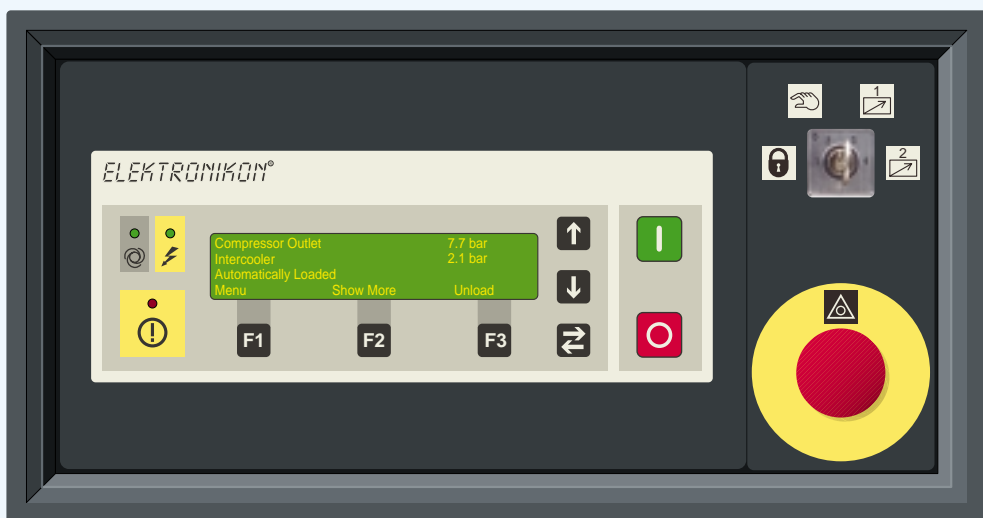 ELEKTRONIKON®
Compressor Outlet 7.7 bar
Intercooler 2.1 bar
Automatically Loaded
Menu Show More Unload
F1 F2 F3
1
2